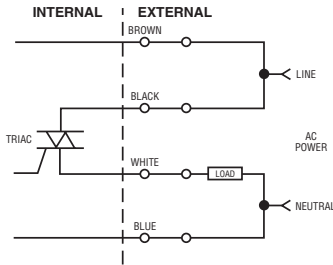 INTERNAL EXTERNAL
BROWN
LINE
BLACK
TRIAC
AC
POWER
WHITE
LOAD
NEUTRAL
BLUE